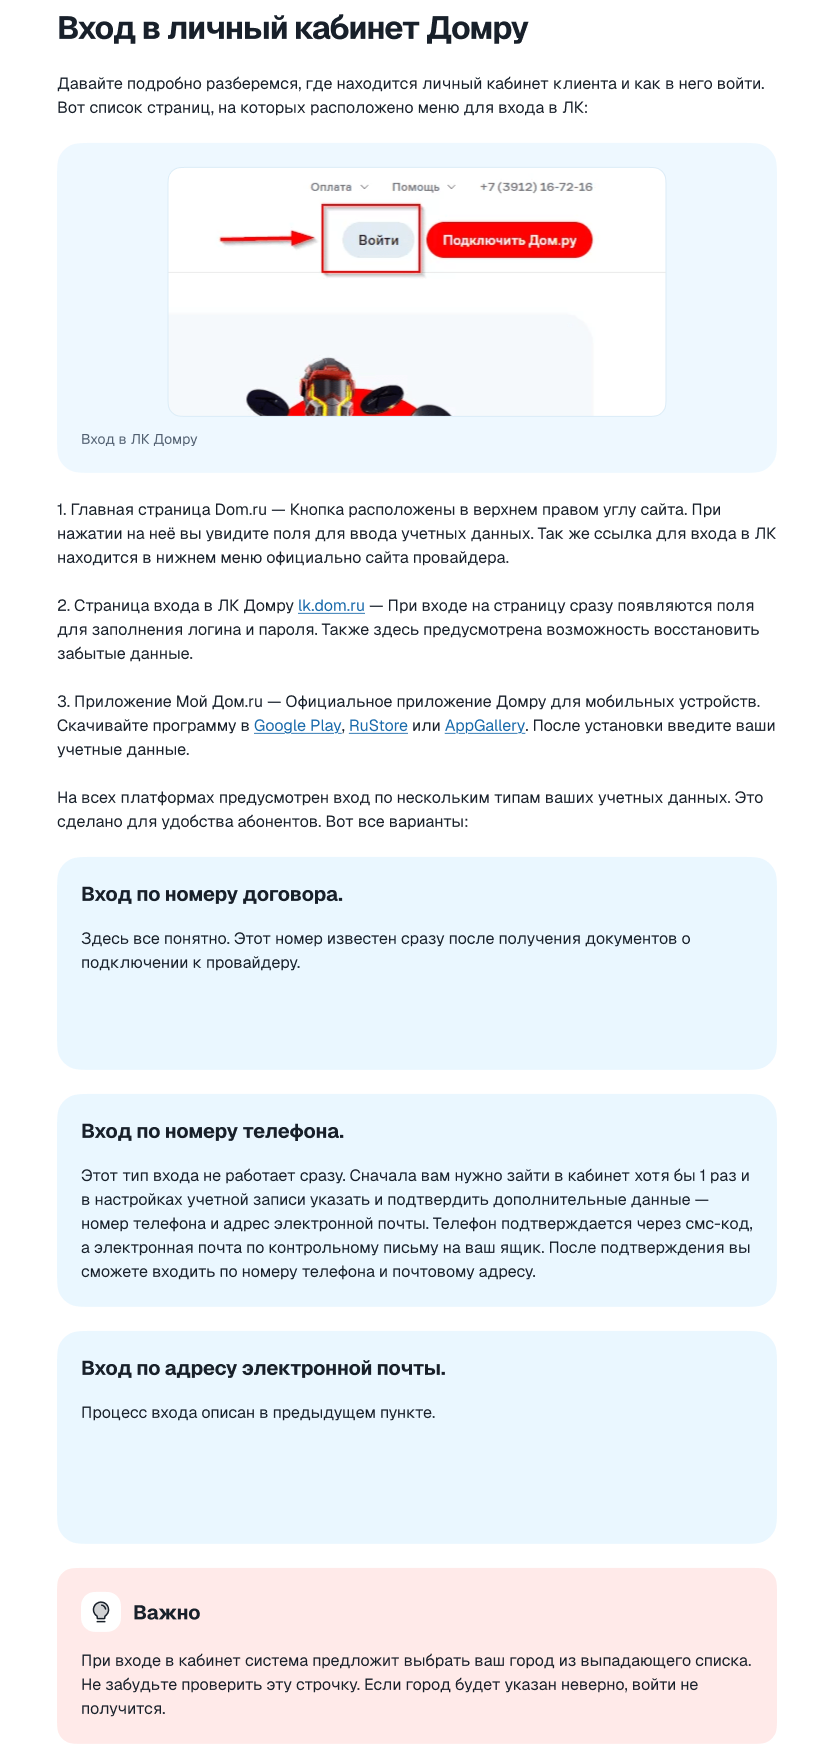 Вход в личный кабинет Домру
Давайте подробно разберемся, где находится личный кабинет клиента и как в него войти.
Вот список страниц, на которых расположено меню для входа в ЛК:
Оплата Помощь +7 (3912) 16-72-16
Войти Подключить Дом.ру
Вход в ЛК Домру
1. Главная страница Dom.ru — Кнопка расположены в верхнем правом углу сайта. При
нажатии на неё вы увидите поля для ввода учетных данных. Так же ссылка для входа в ЛК
находится в нижнем меню официально сайта провайдера.
2. Страница входа в ЛК Домру lk.dom.ru — При входе на страницу сразу появляются поля
для заполнения логина и пароля. Также здесь предусмотрена возможность восстановить
забытые данные.
3. Приложение Мой Дом.ru — Официальное приложение Домру для мобильных устройств.
Скачивайте программу в Google Play, RuStore или AppGallery. После установки введите ваши
учетные данные.
На всех платформах предусмотрен вход по нескольким типам ваших учетных данных. Это
сделано для удобства абонентов. Вот все варианты:
Вход по номеру договора.
Здесь все понятно. Этот номер известен сразу после получения документов о
подключении к провайдеру.
Вход по номеру телефона.
Этот тип входа не работает сразу. Сначала вам нужно зайти в кабинет хотя бы 1 раз и
в настройках учетной записи указать и подтвердить дополнительные данные —
номер телефона и адрес электронной почты. Телефон подтверждается через смс-код,
а электронная почта по контрольному письму на ваш ящик. После подтверждения вы
сможете входить по номеру телефона и почтовому адресу.
Вход по адресу электронной почты.
Процесс входа описан в предыдущем пункте.
Важно
При входе в кабинет система предложит выбрать ваш город из выпадающего списка.
Не забудьте проверить эту строчку. Если город будет указан неверно, войти не
получится.